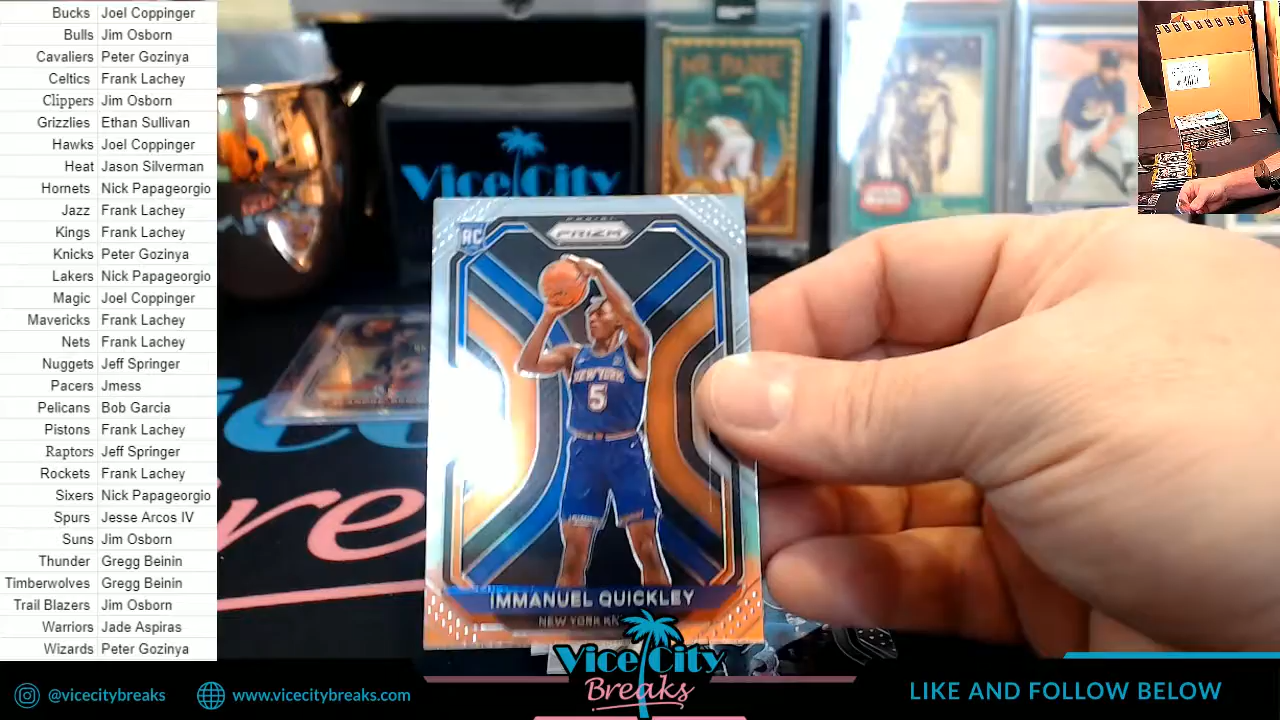 Bucks Joel Coppinger
Bulls Jim Osborn
Cavaliers Peter Gozinya
Celtics Frank Lachey
Clippers Jim Osborn
Grizzlies Ethan Sullivan
Hawks Joel Coppinger
Heat Jason Silverman
Hornets Nick Papageorgio
Jazz Frank Lachey
Kings Frank Lachey
Knicks Peter Gozinya
Lakers Nick Papageorgio
Magic Joel Coppinger
Mavericks Frank Lachey
Nets Frank Lachey
Nuggets Jeff Springer
Pacers Jmess
Pelicans Bob Garcia
Pistons Frank Lachey
Raptors Jeff Springer
Rockets Frank Lachey
Sixers Nick Papageorgio
Spurs Jesse Arcos IV
Suns Jim Osborn
Thunder Gregg Beinin
Timberwolves Gregg Beinin
Trail Blazers Jim Osborn
Warriors Jade Aspiras
Wizards Peter Gozinya
Vice City
PANINI
PRIZM
RC
NEW YORK
5
IMMANUEL QUICKLEY
NEW YORK
Vice City
Breaks
@vicecitybreaks
www.vicecitybreaks.com
LIKE AND FOLLOW BELOW